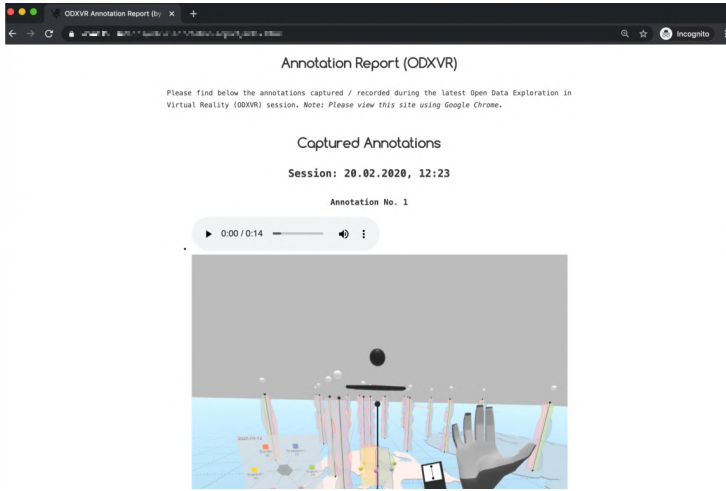 ODXVR Annotation Report (by
Incognito
Annotation Report (ODXVR)
Please find below the annotations captured / recorded during the latest Open Data Exploration in
Virtual Reality (ODXVR) session. Note: Please view this site using Google Chrome.
Captured Annotations
Session: 20.02.2020, 12:23
Annotation No. 1
0:00 / 0:14